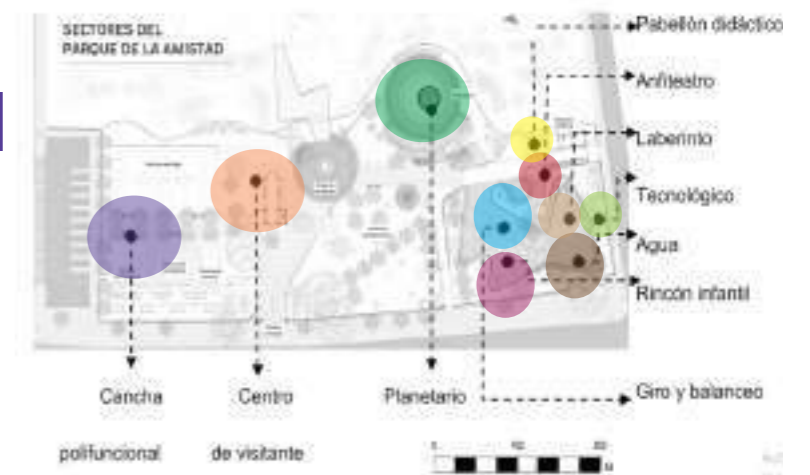 SECTORES DEL
PARQUE DE LA AMISTAD
Pabellón didáctico
Anfiteatro
Laberinto
Tecnológico
Agua
Rincón infantil
Giro y balanceo
Cancha
polifuncional
Centro
de visitante
Planetario